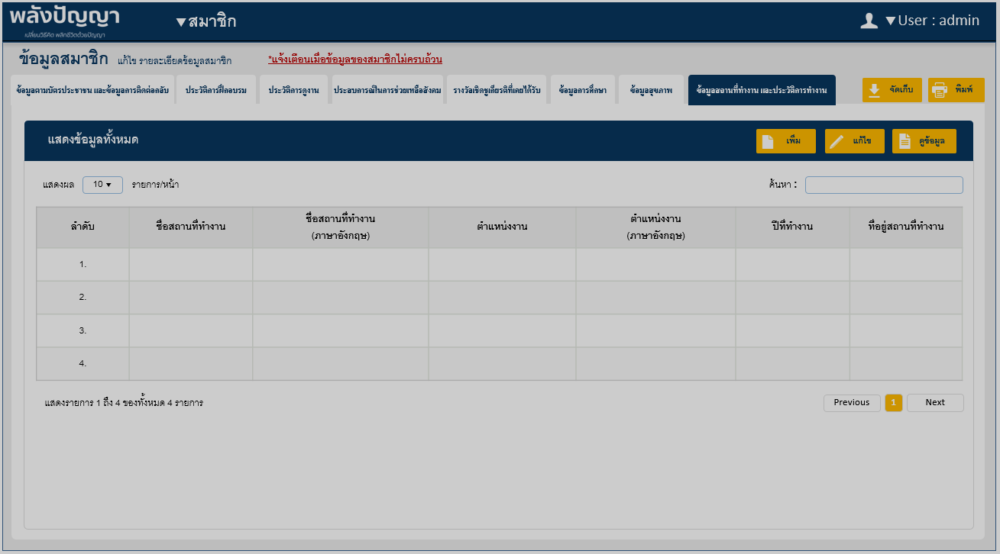 พลังปัญญา
เปลี่ยนวิธีคิด พลิกชีวิตด้วยปัญญา
▼สมาชิก
▼User : admin
ข้อมูลสมาชิก แก้ไข รายละเอียดข้อมูลสมาชิก
*แจ้งเตือนเมื่อข้อมูลของสมาชิกไม่ครบถ้วน
ข้อมูลตามบัตรประชาชน และข้อมูลการติดต่อกลับ
ประวัติการฝึกอบรม
ประวัติการดูงาน
ประสบการณ์ในการช่วยเหลือสังคม
รางวัลเชิดชูเกียรติที่เคยได้รับ
ข้อมูลการศึกษา
ข้อมูลสุขภาพ
ข้อมูลสถานที่ทำงาน และประวัติการทำงาน
จัดเก็บ
พิมพ์
แสดงข้อมูลทั้งหมด
เพิ่ม
แก้ไข
ดูข้อมูล
แสดงผล 10 ▼ รายการ/หน้า
ค้นหา :
ลำดับ
ชื่อสถานที่ทำงาน
ชื่อสถานที่ทำงาน
(ภาษาอังกฤษ)
ตำแหน่งงาน
ตำแหน่งงาน
(ภาษาอังกฤษ)
ปีที่ทำงาน
ที่อยู่สถานที่ทำงาน
1.
2.
3.
4.
แสดงรายการ 1 ถึง 4 ของทั้งหมด 4 รายการ
Previous 1 Next